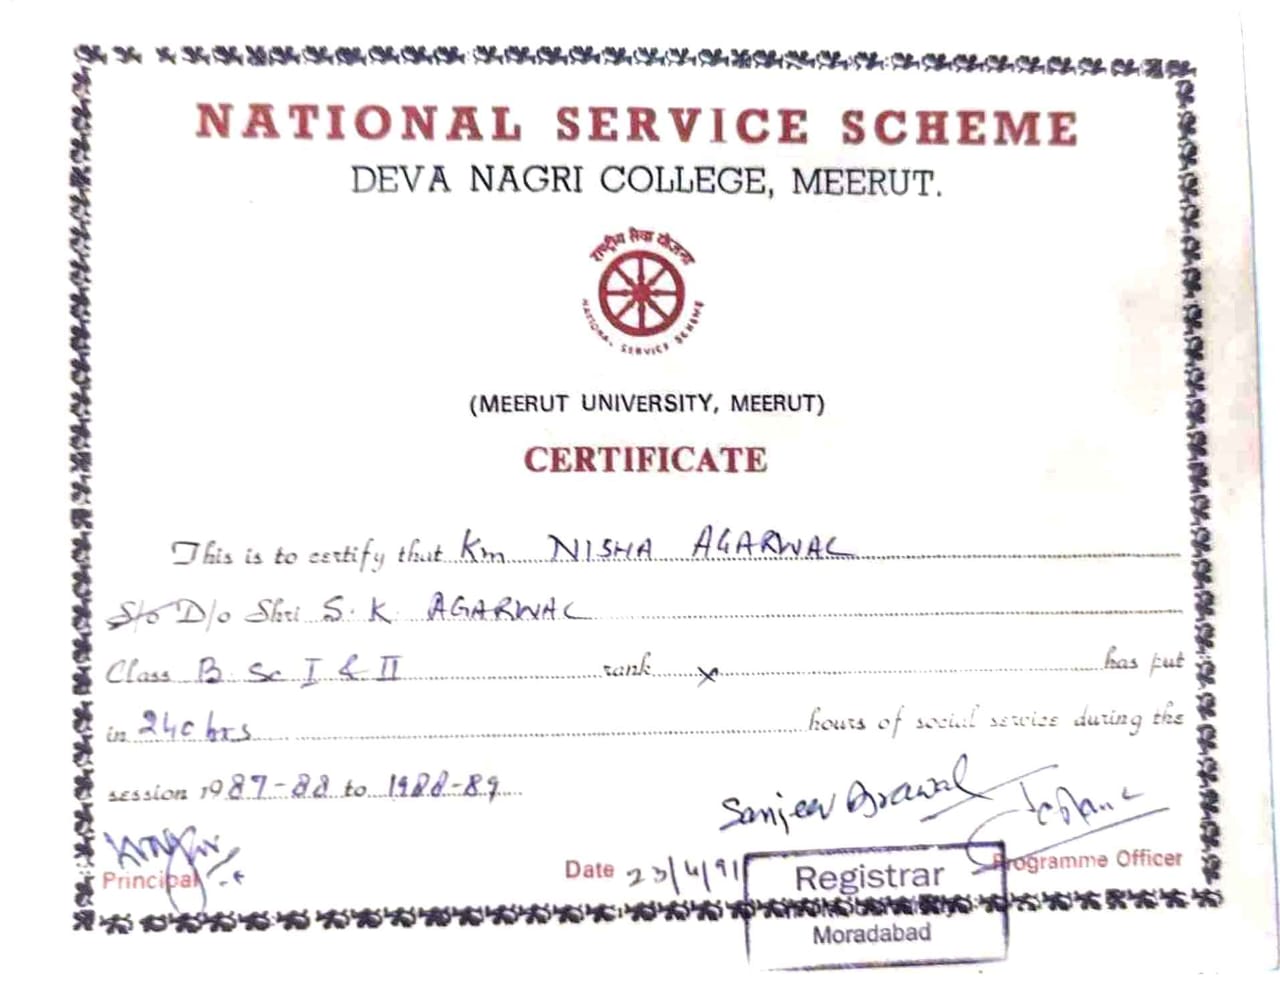 NATIONAL SERVICE SCHEME
DEVA NAGRI COLLEGE, MEERUT.
राष्ट्रीय सेवा योजना
NATIONAL SERVICE SCHEME
(MEERUT UNIVERSITY, MEERUT)
CERTIFICATE
This is to certify that Km NISHA AGARWAL
S/o D/o Shri S. K. AGARWAL
Class B. Sc I & II rank x has put
in 240 hrs hours of social service during the
session 1987-88 to 1988-89
Sanjeev Agrawal
Principal Date 23/4/91 Programme Officer
Registrar
Moradabad